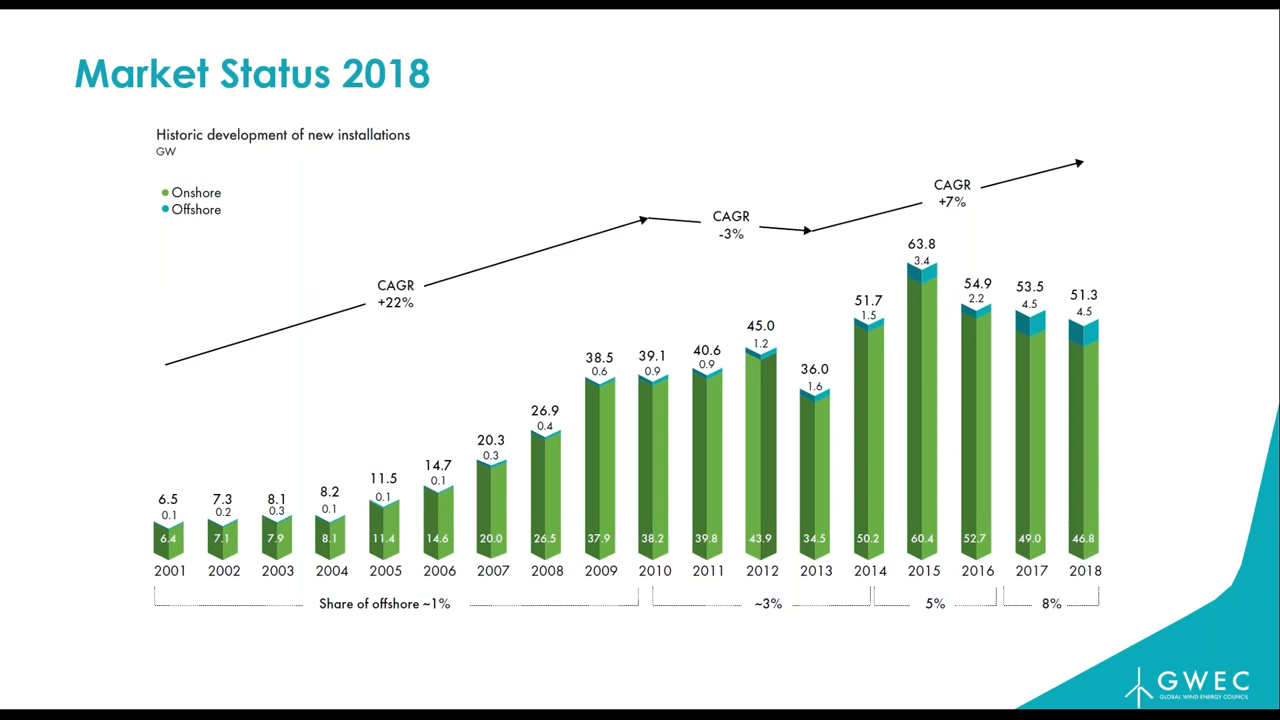 Market Status 2018
Historic development of new installations
GW
Onshore
Offshore
CAGR
+22%
CAGR
-3%
CAGR
+7%
6.5 7.3 8.1 8.2 11.5 14.7 20.3 26.9 38.5 39.1 40.6 45.0 36.0 51.7 63.8 54.9 53.5 51.3
0.1 0.2 0.3 0.1 0.1 0.1 0.3 0.4 0.6 0.9 0.9 1.2 1.6 1.5 3.4 2.2 4.5 4.5
6.4 7.1 7.9 8.1 11.4 14.6 20.0 26.5 37.9 38.2 39.8 43.9 34.5 50.2 60.4 52.7 49.0 46.8
2001 2002 2003 2004 2005 2006 2007 2008 2009 2010 2011 2012 2013 2014 2015 2016 2017 2018
Share of offshore ~1% ~3% 5% 8%
GWEC
GLOBAL WIND ENERGY COUNCIL